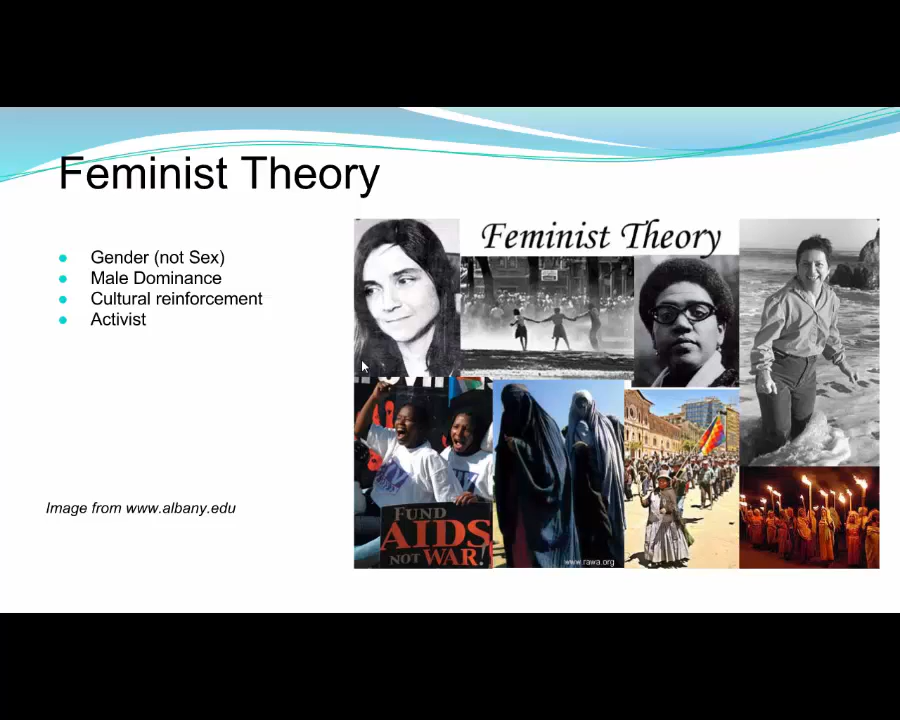 Feminist Theory
Gender (not Sex)
Male Dominance
Cultural reinforcement
Activist
Image from www.albany.edu
Feminist Theory
FUND
AIDS
NOT WAR!
www.rawa.org